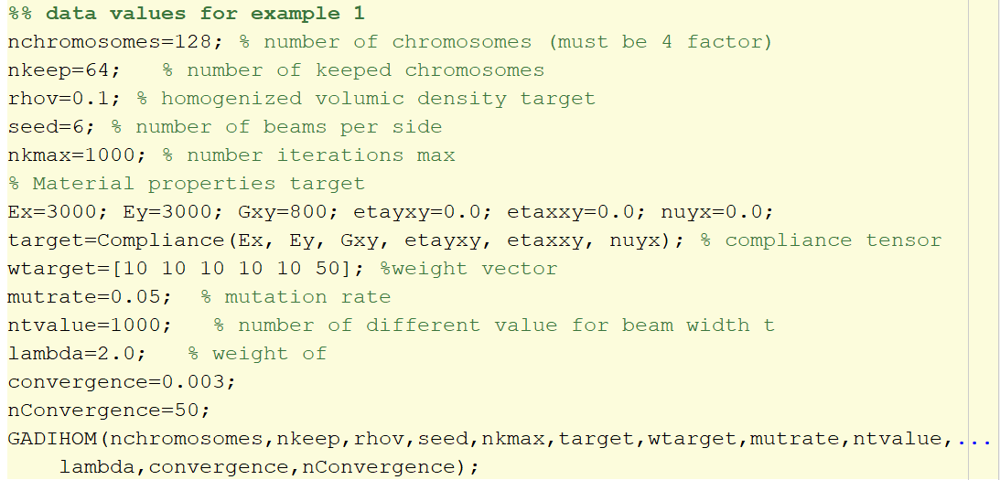 %% data values for example 1
nchromosomes=128; % number of chromosomes (must be 4 factor)
nkeep=64;   % number of keeped chromosomes
rhov=0.1; % homogenized volumic density target
seed=6; % number of beams per side
nkmax=1000; % number iterations max
% Material properties target
Ex=3000; Ey=3000; Gxy=800; etayxy=0.0; etaxxy=0.0; nuyx=0.0;
target=Compliance(Ex, Ey, Gxy, etayxy, etaxxy, nuyx); % compliance tensor
wtarget=[10 10 10 10 10 50]; %weight vector
mutrate=0.05;  % mutation rate
ntvalue=1000;   % number of different value for beam width t
lambda=2.0;   % weight of
convergence=0.003;
nConvergence=50;
GADIHOM(nchromosomes,nkeep,rhov,seed,nkmax,target,wtarget,mutrate,ntvalue,...
    lambda,convergence,nConvergence);